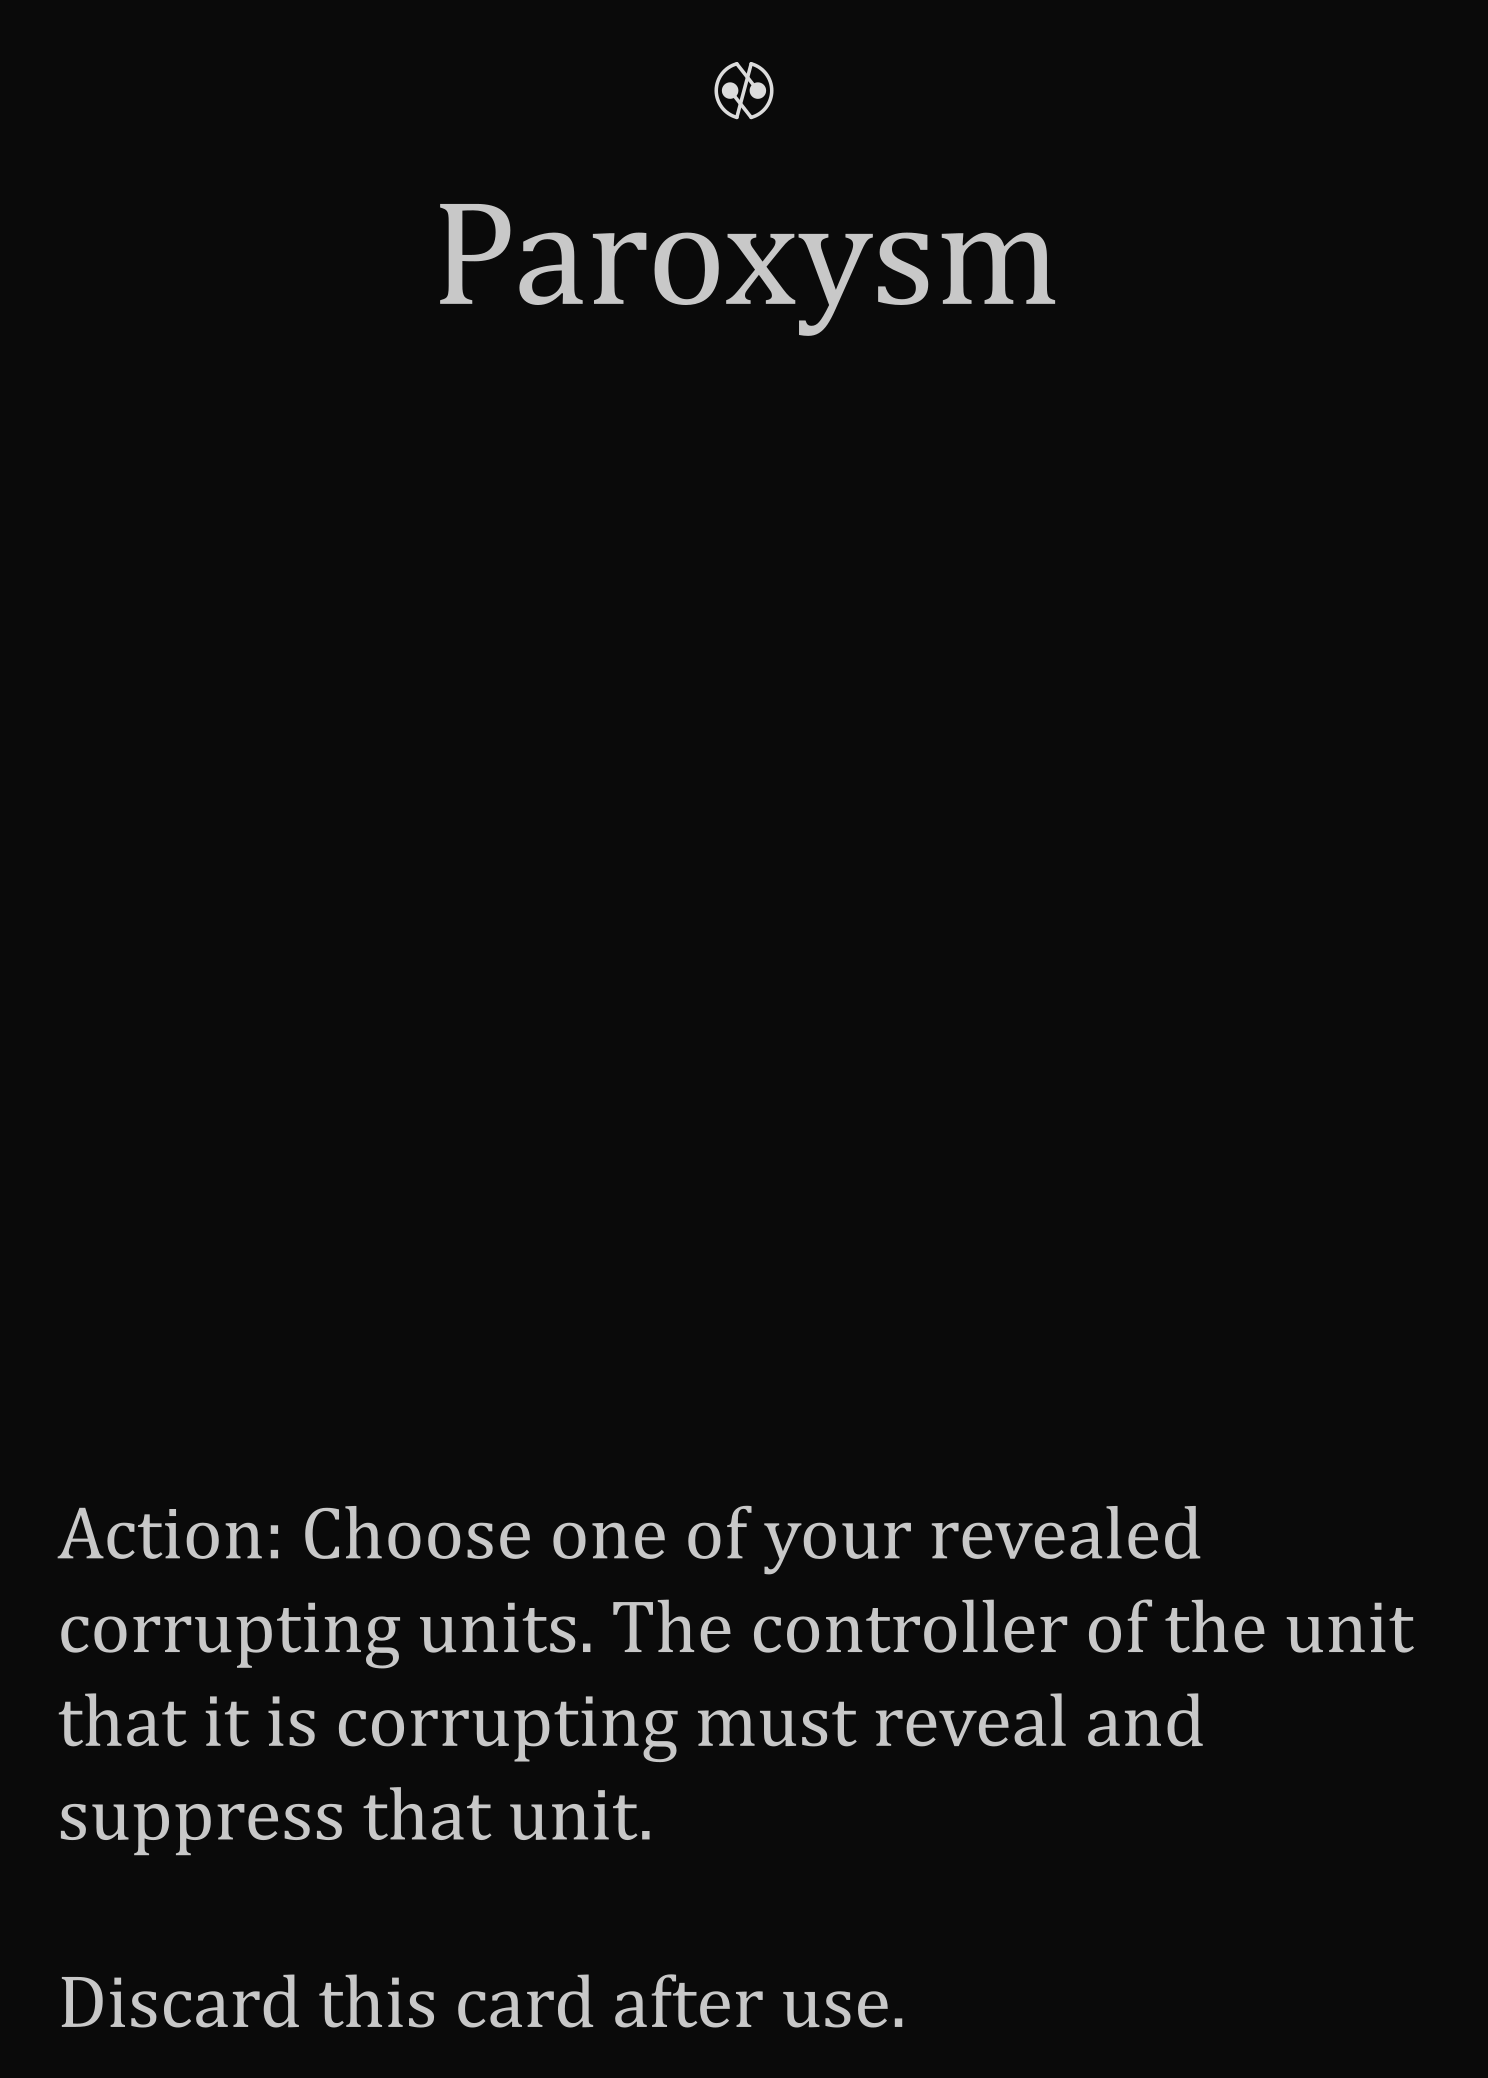 Paroxysm
Action: Choose one of your revealed
corrupting units. The controller of the unit
that it is corrupting must reveal and
suppress that unit.
Discard this card after use.